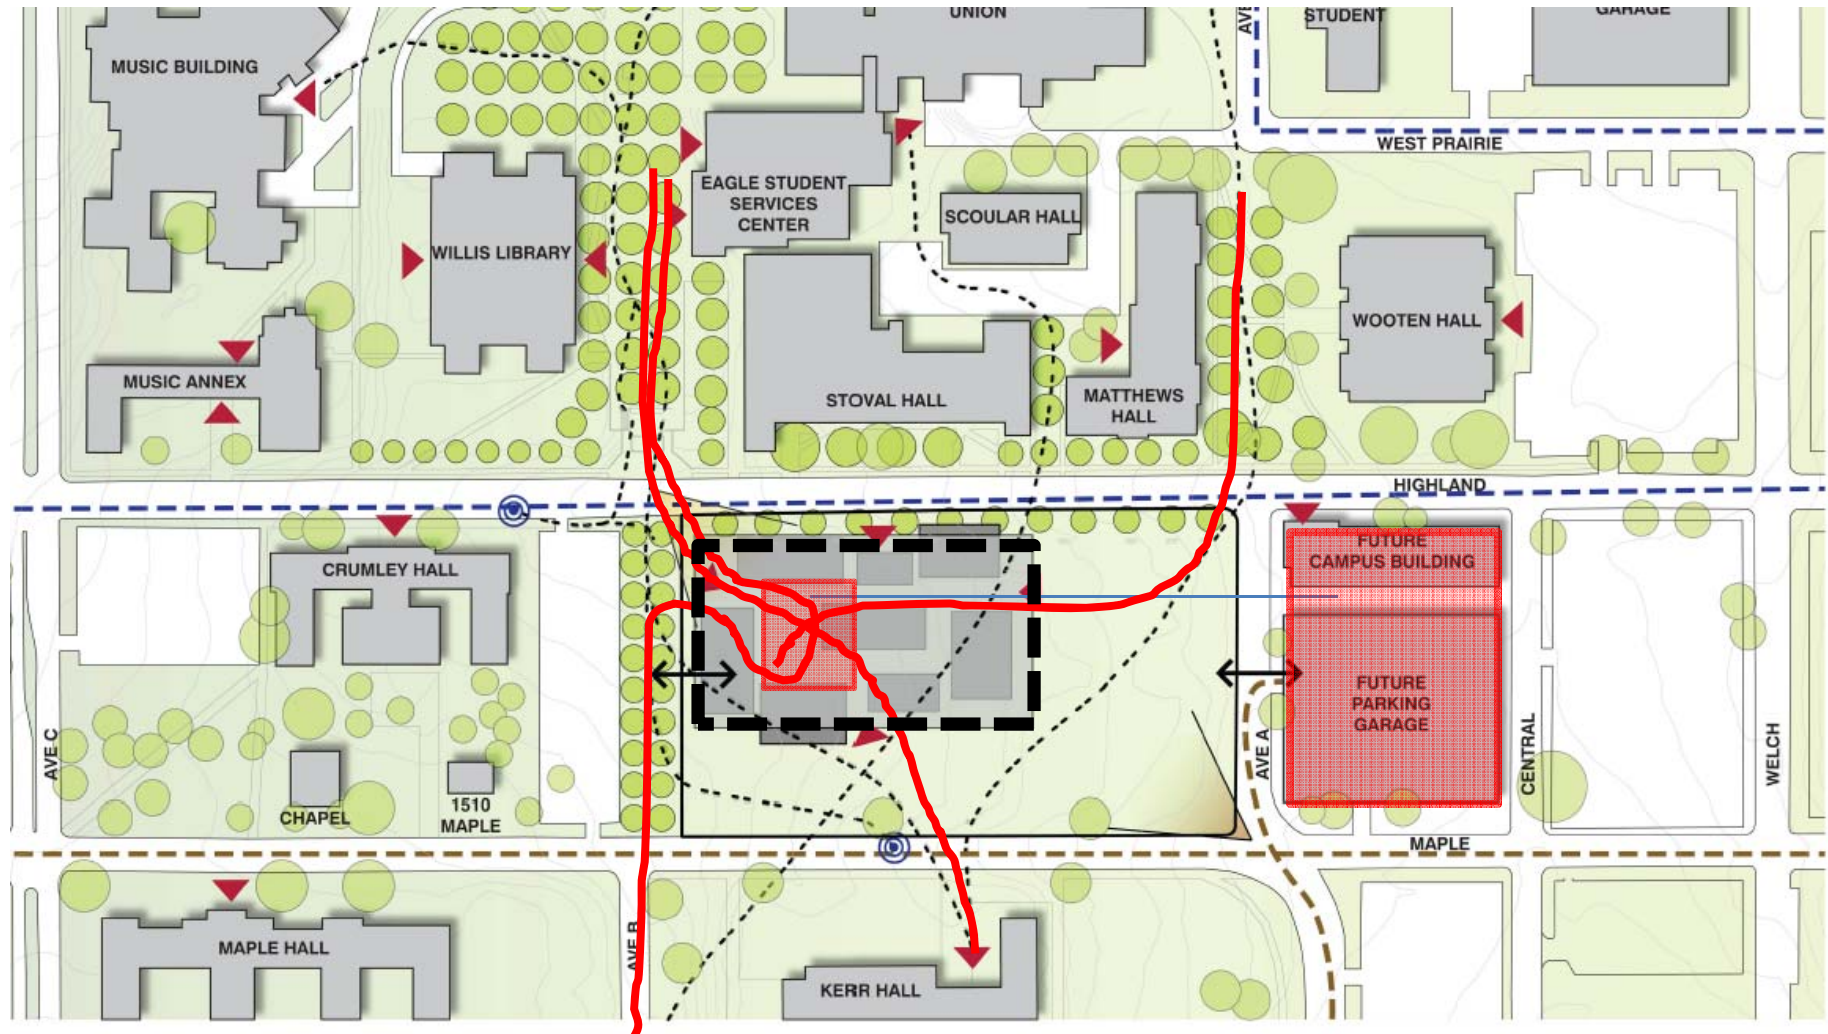 UNION
STUDENT
GARAGE
AVE
MUSIC BUILDING
WEST PRAIRIE
EAGLE STUDENT
SERVICES
CENTER
SCOULAR HALL
WILLIS LIBRARY
WOOTEN HALL
MUSIC ANNEX
STOVAL HALL
MATTHEWS
HALL
HIGHLAND
CRUMLEY HALL
FUTURE
CAMPUS BUILDING
FUTURE
PARKING
GARAGE
AVE C
AVE A
CENTRAL
WELCH
CHAPEL
1510
MAPLE
MAPLE
MAPLE HALL
AVE B
KERR HALL